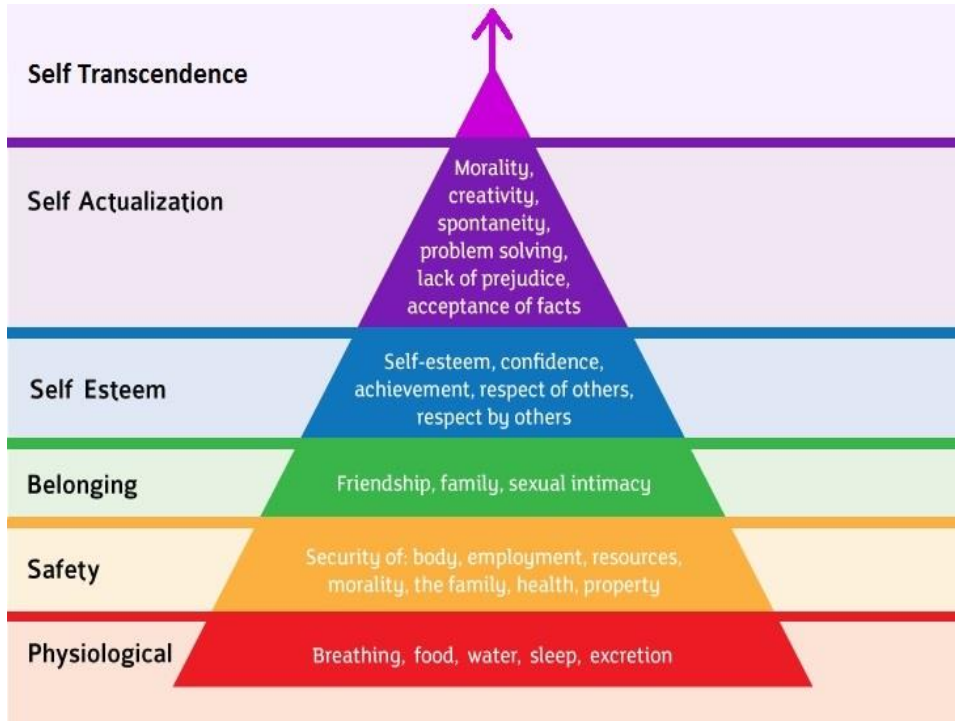 Self Transcendence
Self Actualization
Morality,
creativity,
spontaneity,
problem solving,
lack of prejudice,
acceptance of facts
Self Esteem
Self-esteem, confidence,
achievement, respect of others,
respect by others
Belonging
Friendship, family, sexual intimacy
Safety
Security of: body, employment, resources,
morality, the family, health, property
Physiological
Breathing, food, water, sleep, excretion